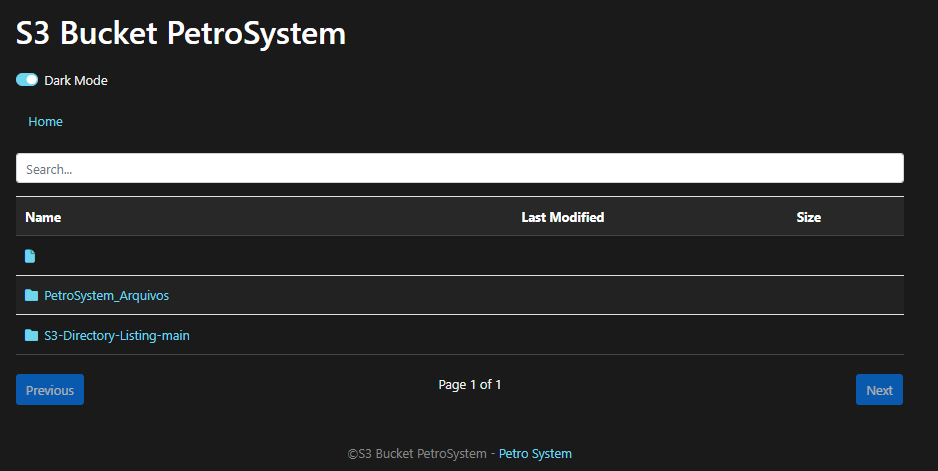 S3 Bucket PetroSystem
Dark Mode
Home
Search...
Name Last Modified Size
PetroSystem_Arquivos
S3-Directory-Listing-main
Previous Page 1 of 1 Next
©S3 Bucket PetroSystem - Petro System